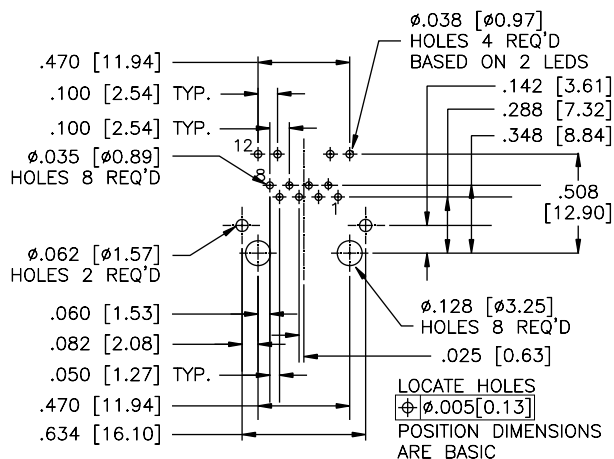 ø.038 [ø0.97]
HOLES 4 REQ'D
BASED ON 2 LEDS
.470 [11.94]
.142 [3.61]
.100 [2.54] TYP.
.288 [7.32]
.100 [2.54] TYP.
.348 [8.84]
12
ø.035 [ø0.89]
HOLES 8 REQ'D
8
.508
[12.90]
1
ø.062 [ø1.57]
HOLES 2 REQ'D
ø.128 [ø3.25]
HOLES 8 REQ'D
.060 [1.53]
.082 [2.08]
.025 [0.63]
.050 [1.27] TYP.
.470 [11.94]
.634 [16.10]
LOCATE HOLES
⌖ ø.005[0.13]
POSITION DIMENSIONS
ARE BASIC